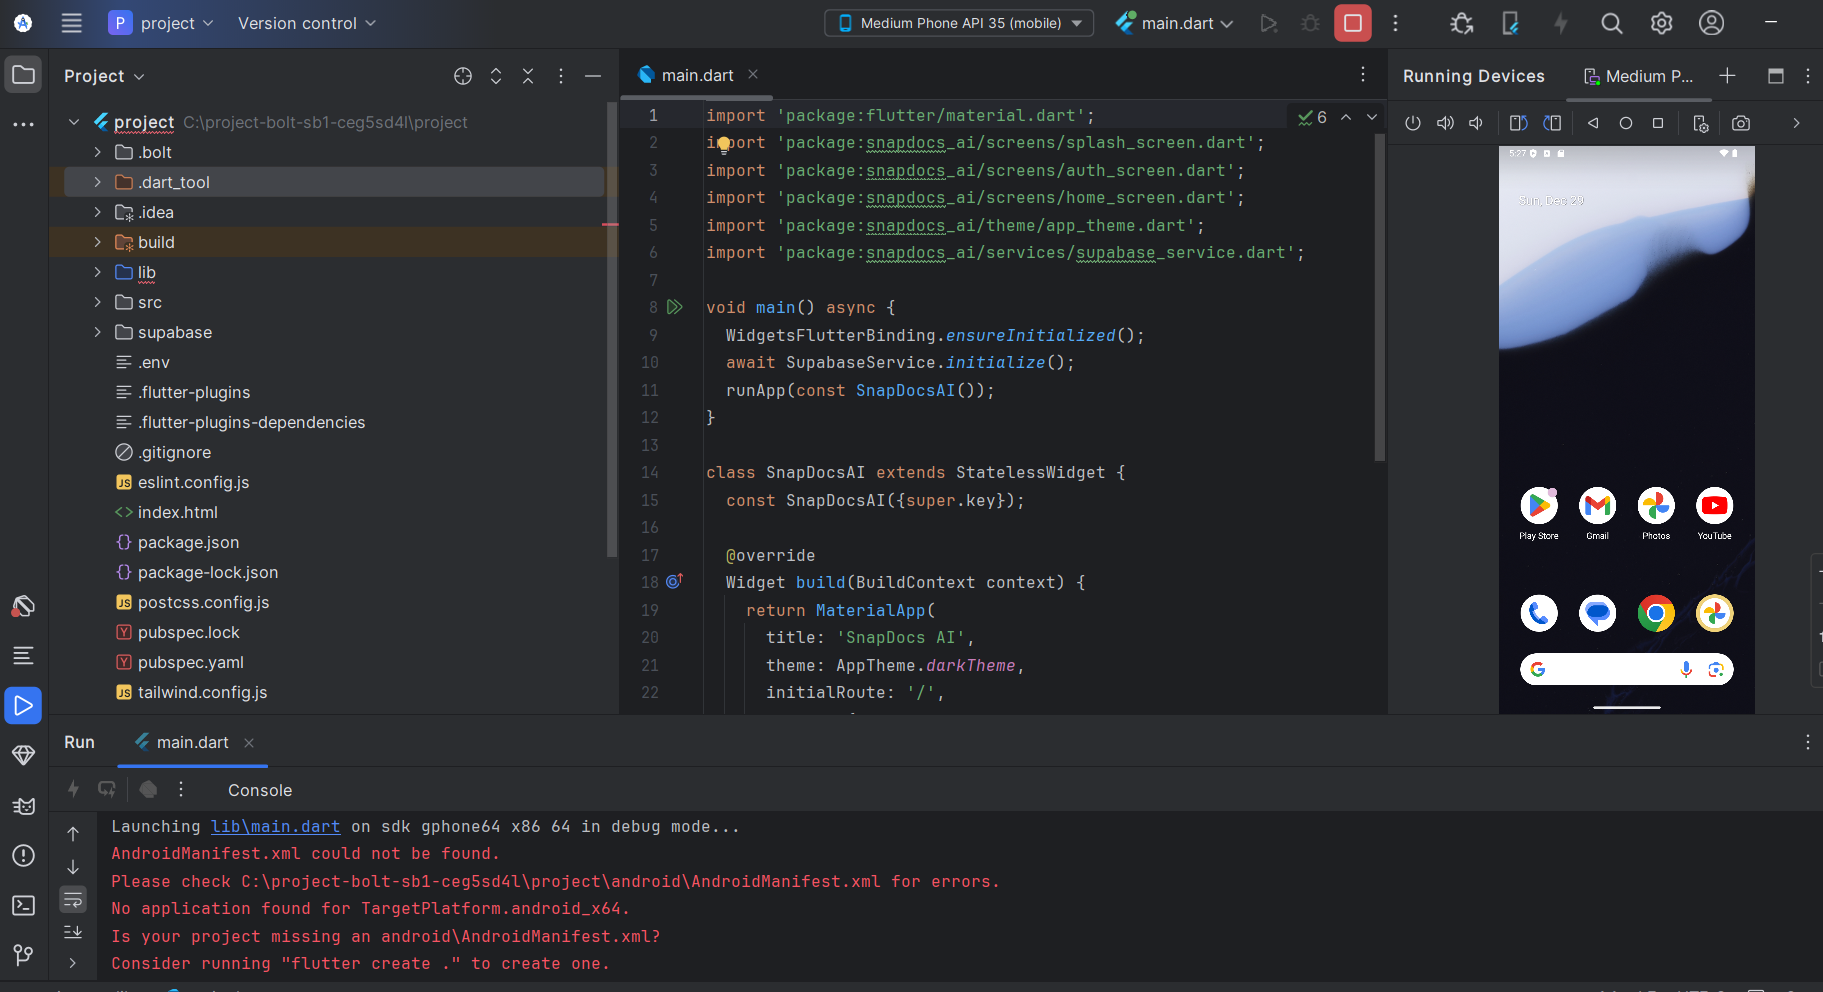 P project Version control Medium Phone API 35 (mobile) main.dart
Project
project C:\project-bolt-sb1-ceg5sd4l\project
.bolt
.dart_tool
.idea
build
lib
src
supabase
.env
.flutter-plugins
.flutter-plugins-dependencies
.gitignore
JS eslint.config.js
<> index.html
{} package.json
{} package-lock.json
JS postcss.config.js
Y pubspec.lock
Y pubspec.yaml
JS tailwind.config.js
main.dart
6
1 import 'package:flutter/material.dart';
2 import 'package:snapdocs_ai/screens/splash_screen.dart';
3 import 'package:snapdocs_ai/screens/auth_screen.dart';
4 import 'package:snapdocs_ai/screens/home_screen.dart';
5 import 'package:snapdocs_ai/theme/app_theme.dart';
6 import 'package:snapdocs_ai/services/supabase_service.dart';
7
8 void main() async {
9 WidgetsFlutterBinding.ensureInitialized();
10 await SupabaseService.initialize();
11 runApp(const SnapDocsAI());
12 }
13
14 class SnapDocsAI extends StatelessWidget {
15 const SnapDocsAI({super.key});
16
17 @override
18 Widget build(BuildContext context) {
19 return MaterialApp(
20 title: 'SnapDocs AI',
21 theme: AppTheme.darkTheme,
22 initialRoute: '/',
Running Devices Medium P...
5:27
Sun, Dec 29
Play Store Gmail Photos YouTube
Run main.dart
Console
Launching lib\main.dart on sdk gphone64 x86 64 in debug mode...
AndroidManifest.xml could not be found.
Please check C:\project-bolt-sb1-ceg5sd4l\project\android\AndroidManifest.xml for errors.
No application found for TargetPlatform.android_x64.
Is your project missing an android\AndroidManifest.xml?
Consider running "flutter create ." to create one.